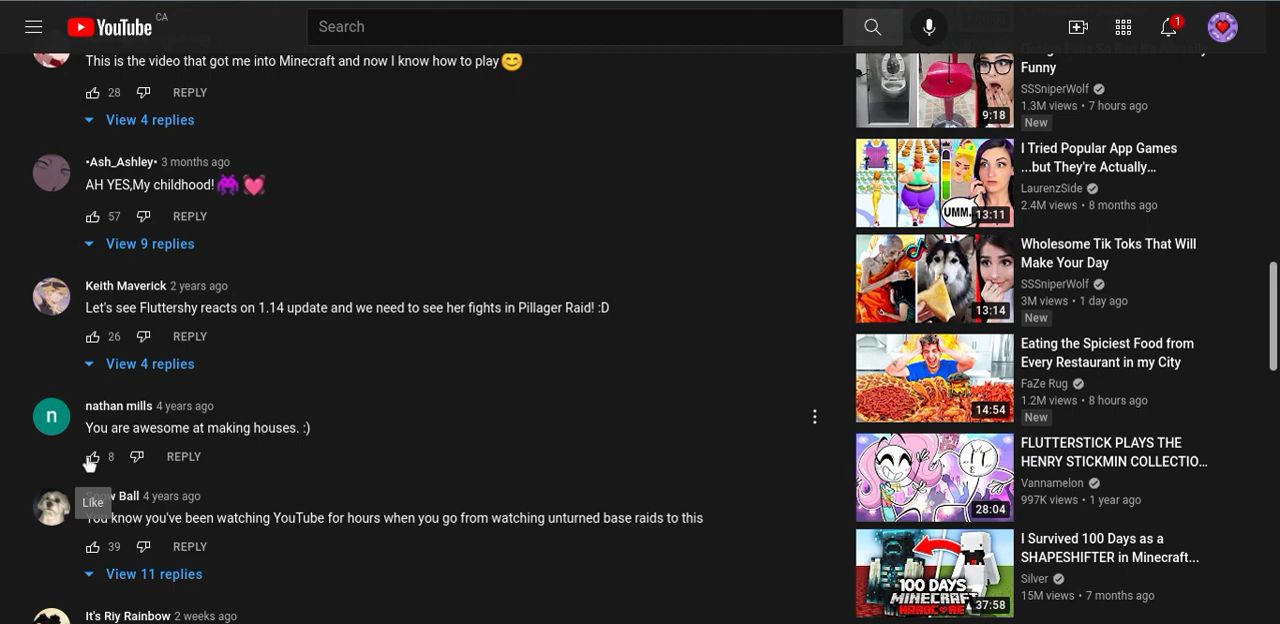 YouTube CA
Search
1
This is the video that got me into Minecraft and now I know how to play😊
28 REPLY
View 4 replies
•Ash_Ashley• 3 months ago
AH YES,My childhood!👾 💓
57 REPLY
View 9 replies
Keith Maverick 2 years ago
Let's see Fluttershy reacts on 1.14 update and we need to see her fights in Pillager Raid! :D
26 REPLY
View 4 replies
n
nathan mills 4 years ago
You are awesome at making houses. :)
8 REPLY
Like
Ball 4 years ago
You know you've been watching YouTube for hours when you go from watching unturned base raids to this
39 REPLY
View 11 replies
It's Riy Rainbow 2 weeks ago
Funny
SSSniperWolf
1.3M views • 7 hours ago
New
9:18
I Tried Popular App Games
...but They're Actually...
LaurenzSide
2.4M views • 8 months ago
UMM.
13:11
Wholesome Tik Toks That Will
Make Your Day
SSSniperWolf
3M views • 1 day ago
New
13:14
Eating the Spiciest Food from
Every Restaurant in my City
FaZe Rug
1.2M views • 8 hours ago
New
14:54
FLUTTERSTICK PLAYS THE
HENRY STICKMIN COLLECTIO...
Vannamelon
997K views • 1 year ago
28:04
I Survived 100 Days as a
SHAPESHIFTER in Minecraft...
Silver
15M views • 7 months ago
100 DAYS
MINECRAFT
HARDCORE
37:58